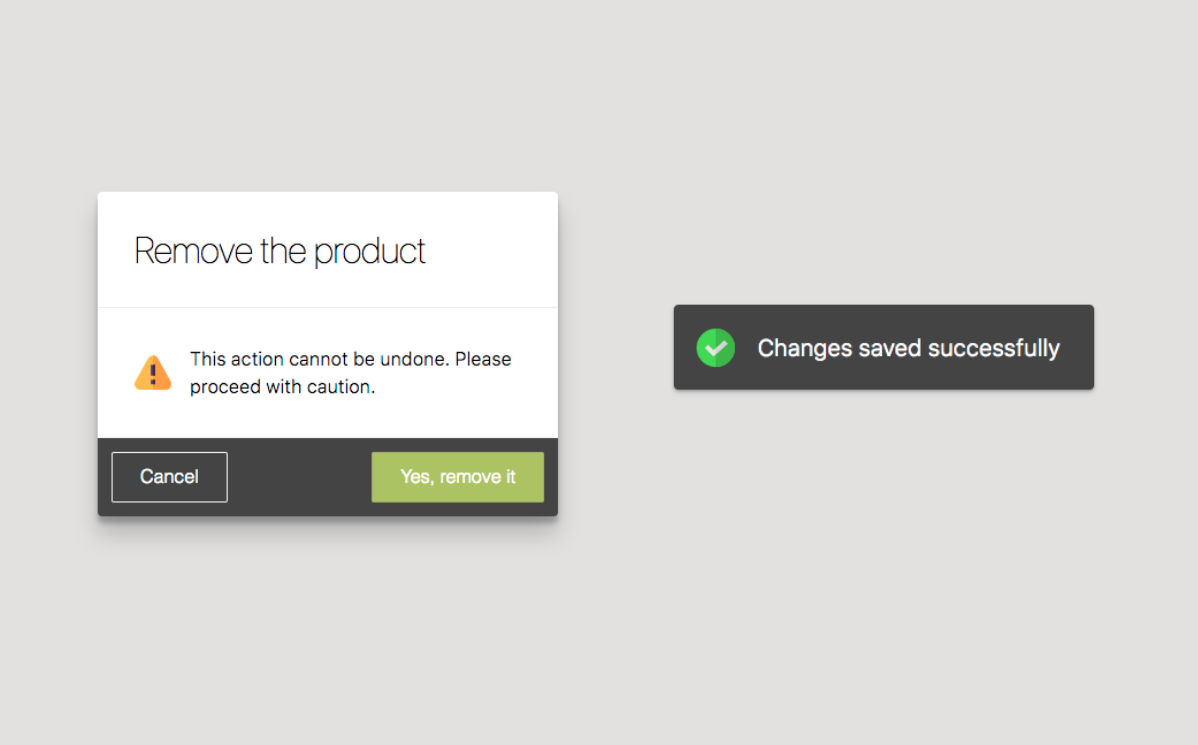 Remove the product
This action cannot be undone. Please
proceed with caution.
Cancel
Yes, remove it
Changes saved successfully